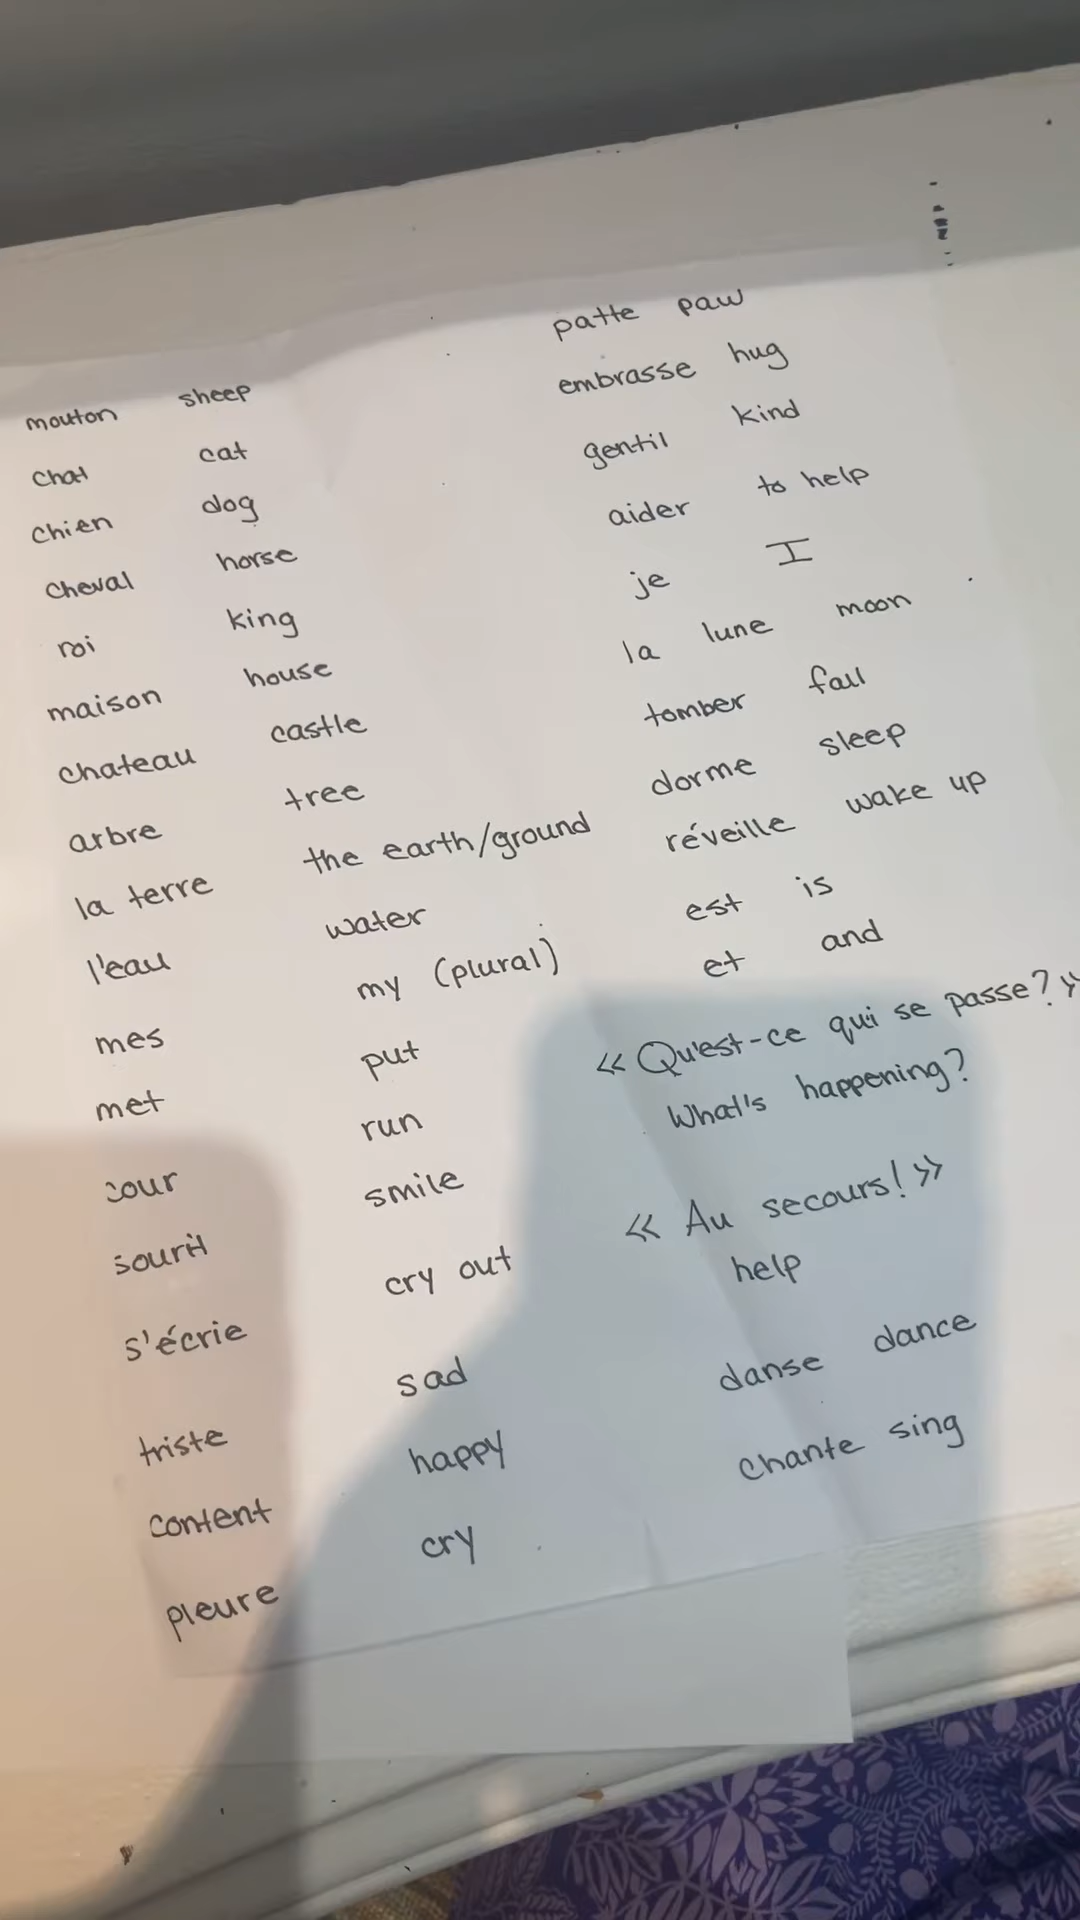 mouton sheep
chat cat
chien dog
cheval horse
roi king
maison house
chateau castle
arbre tree
la terre the earth/ground
l'eau water
mes my (plural)
met put
cour run
sourit smile
s'écrie cry out
triste sad
content happy
pleure cry
patte paw
embrasse hug
gentil kind
aider to help
je I
la lune moon
tomber fall
dorme sleep
réveille wake up
est is
et and
« Qu'est-ce qui se passe? »
What's happening?
« Au secours! »
help
danse dance
chante sing